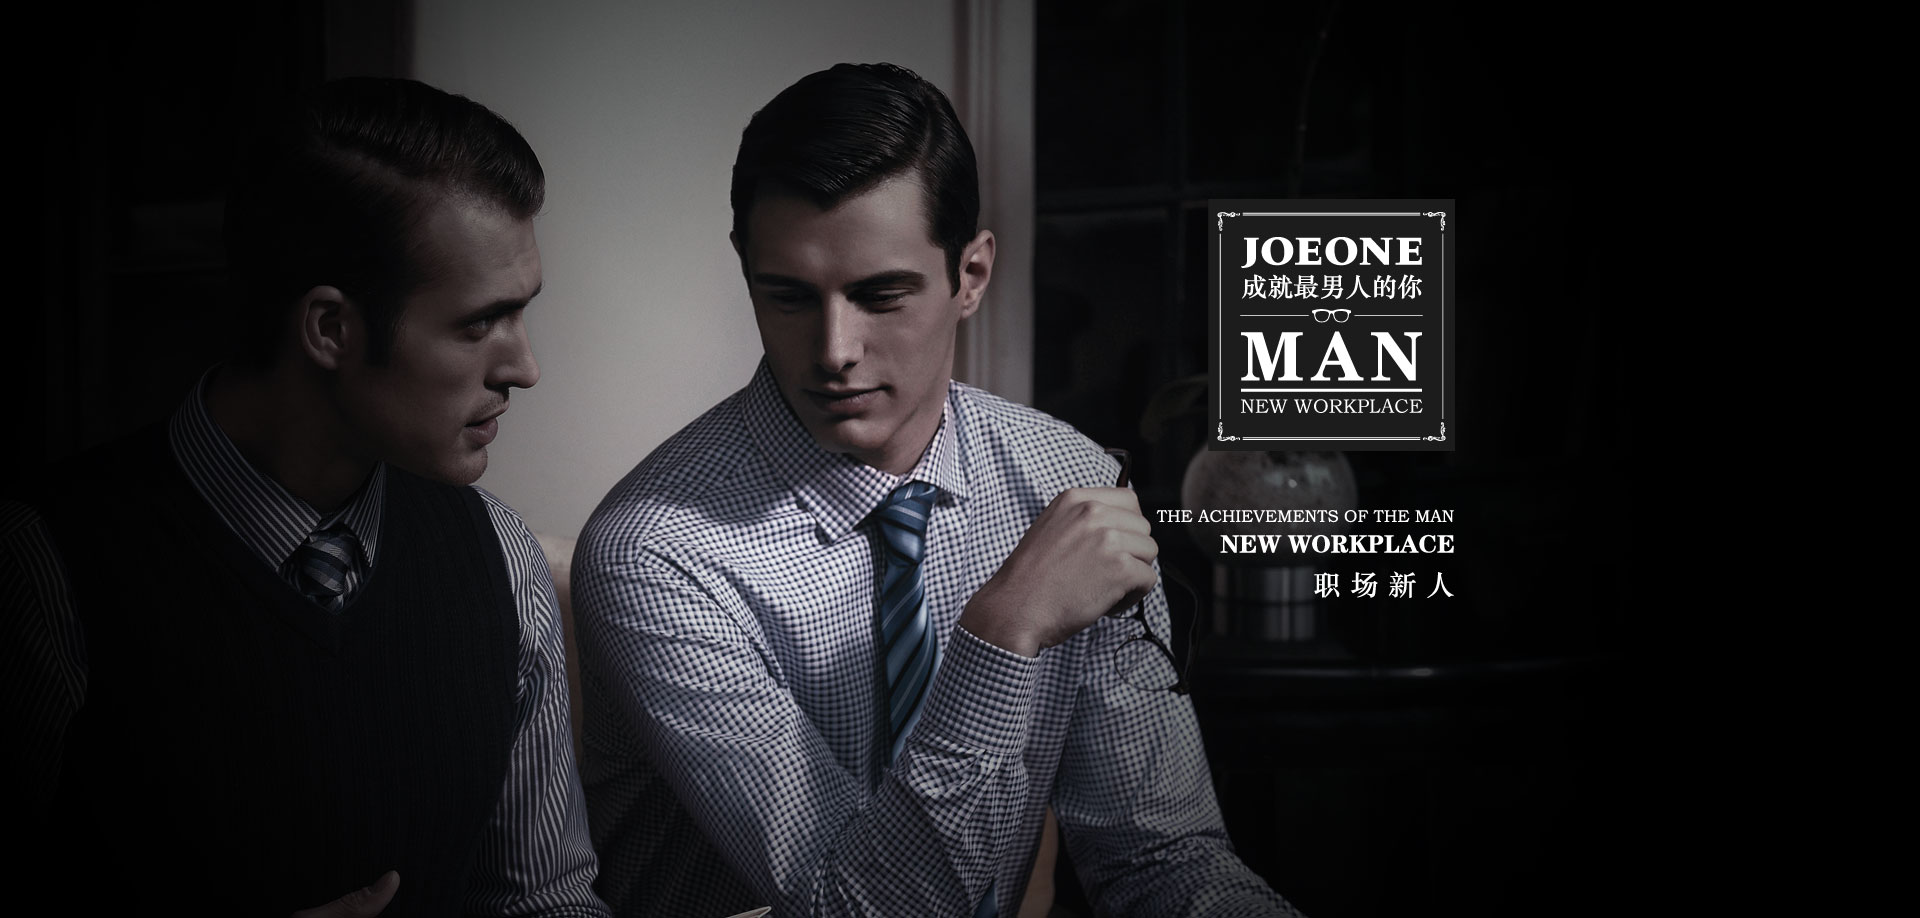 JOEONE
成就最男人的你
MAN
NEW WORKPLACE
THE ACHIEVEMENTS OF THE MAN
NEW WORKPLACE
职场新人